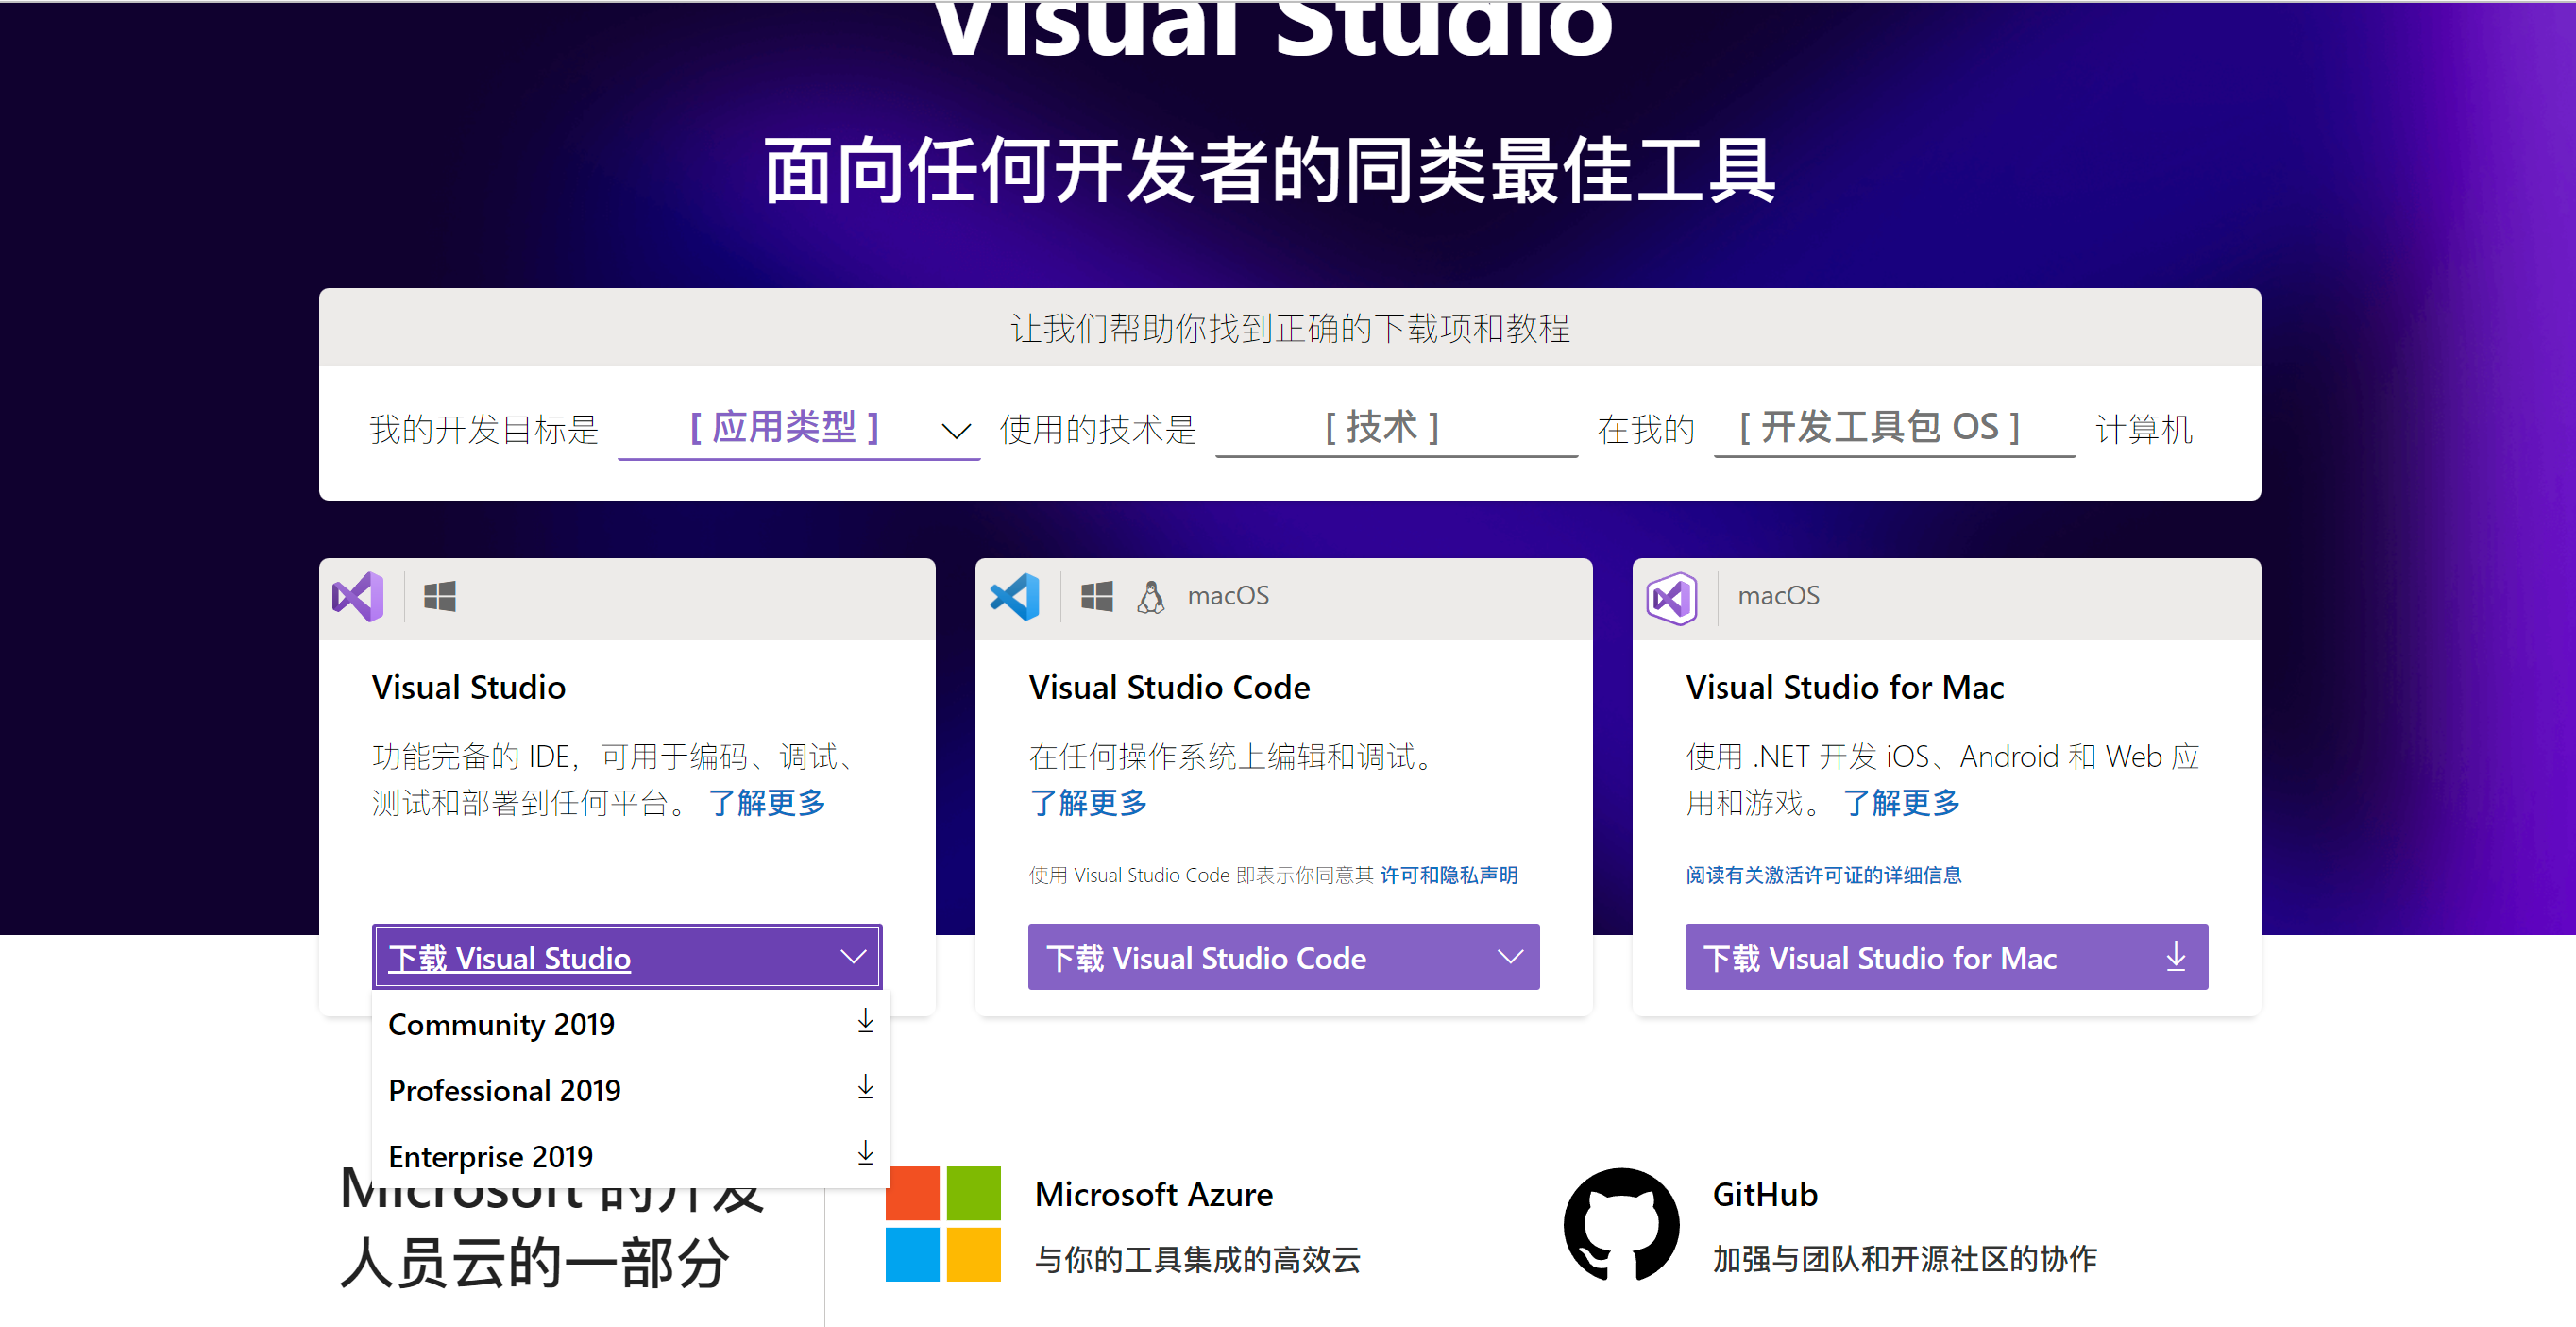 Visual Studio
面向任何开发者的同类最佳工具
让我们帮助你找到正确的下载项和教程
我的开发目标是 [ 应用类型 ] 使用的技术是 [ 技术 ] 在我的 [ 开发工具包 OS ] 计算机
Visual Studio
功能完备的 IDE，可用于编码、调试、
测试和部署到任何平台。 了解更多
下载 Visual Studio
Community 2019
Professional 2019
Enterprise 2019
macOS
Visual Studio Code
在任何操作系统上编辑和调试。
了解更多
使用 Visual Studio Code 即表示你同意其 许可和隐私声明
下载 Visual Studio Code
macOS
Visual Studio for Mac
使用 .NET 开发 iOS、Android 和 Web 应
用和游戏。 了解更多
阅读有关激活许可证的详细信息
下载 Visual Studio for Mac
Microsoft 的开发
人员云的一部分
Microsoft Azure
与你的工具集成的高效云
GitHub
加强与团队和开源社区的协作